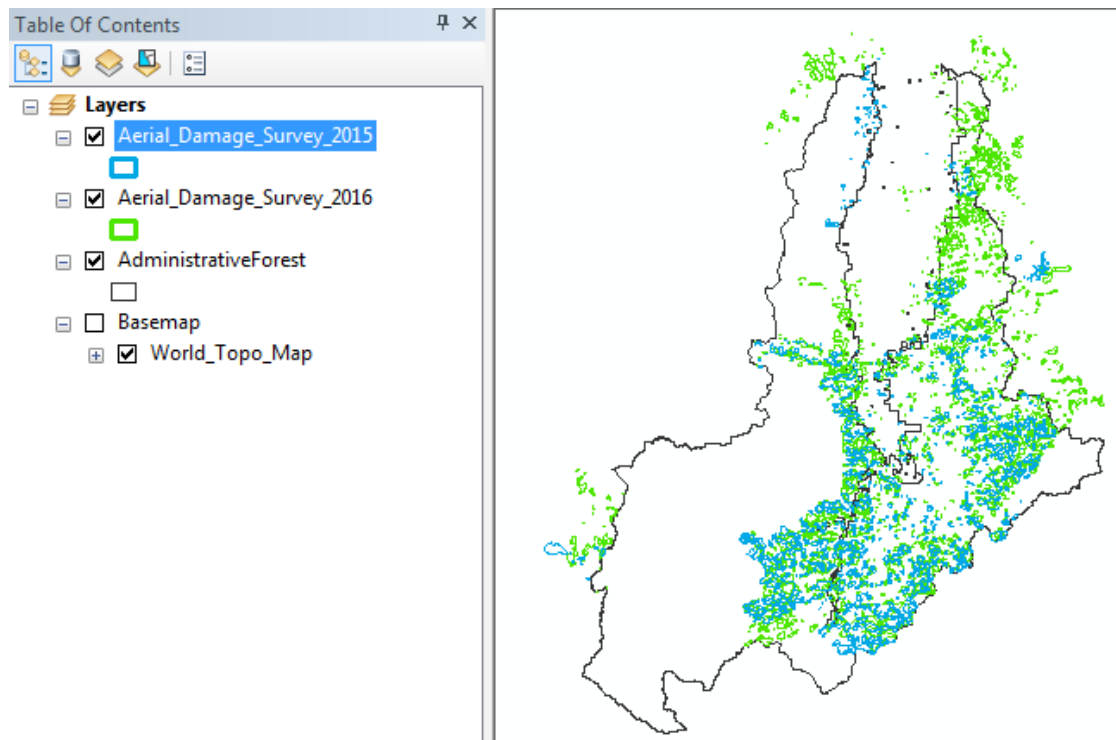 Table Of Contents
Layers
Aerial_Damage_Survey_2015
Aerial_Damage_Survey_2016
AdministrativeForest
Basemap
World_Topo_Map